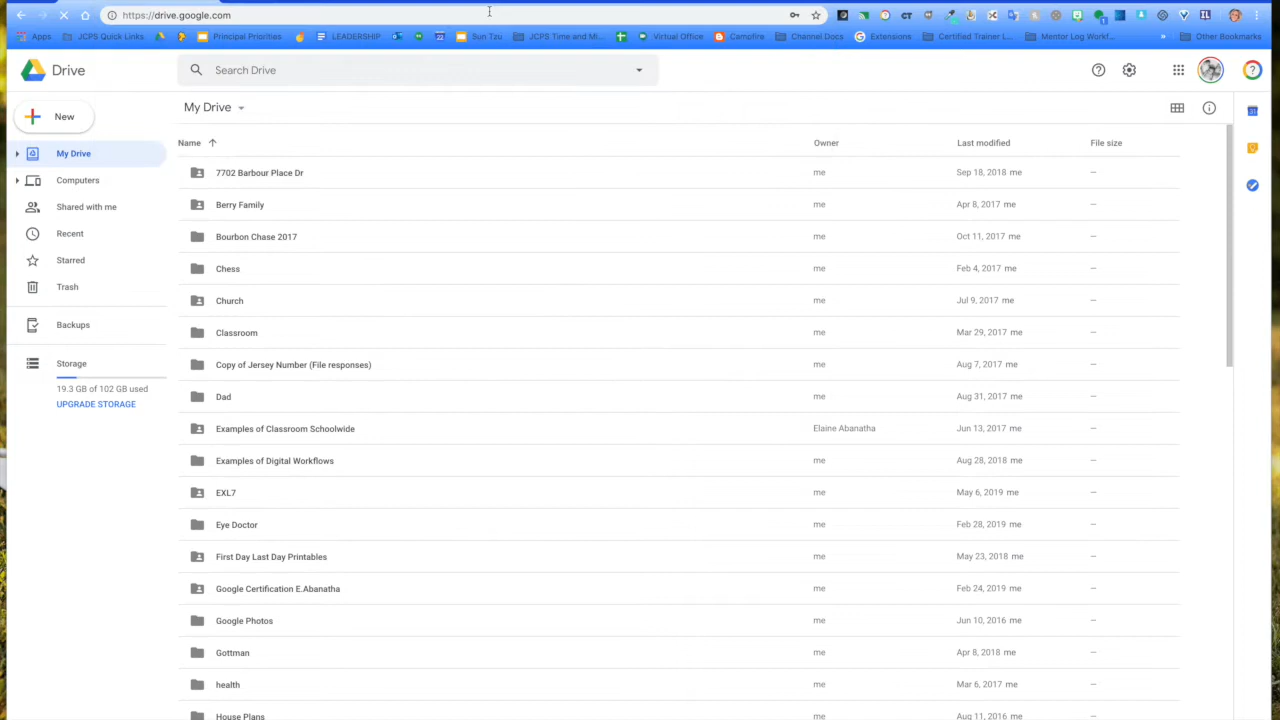 https://drive.google.com
Apps JCPS Quick Links Principal Priorities LEADERSHIP Sun Tzu JCPS Time and Mi... Virtual Office Campfire Channel Docs Extensions Certified Trainer L... Mentor Log Workf... » Other Bookmarks
Drive Search Drive
My Drive
New
Name Owner Last modified File size
My Drive
7702 Barbour Place Dr me Sep 18, 2018 me —
Computers
Berry Family me Apr 8, 2017 me —
Shared with me
Recent
Bourbon Chase 2017 me Oct 11, 2017 me —
Starred
Chess me Feb 4, 2017 me —
Trash
Church me Jul 9, 2017 me —
Backups
Classroom me Mar 29, 2017 me —
Storage
Copy of Jersey Number (File responses) me Aug 7, 2017 me —
19.3 GB of 102 GB used
Dad me Aug 31, 2017 me —
UPGRADE STORAGE
Examples of Classroom Schoolwide Elaine Abanatha Jun 13, 2017 me —
Examples of Digital Workflows me Aug 28, 2018 me —
EXL7 me May 6, 2019 me —
Eye Doctor me Feb 28, 2019 me —
First Day Last Day Printables me May 23, 2018 me —
Google Certification E.Abanatha me Feb 24, 2019 me —
Google Photos me Jun 10, 2016 me —
Gottman me Apr 8, 2018 me —
health me Mar 6, 2017 me —
House Plans me Aug 11, 2016 me —